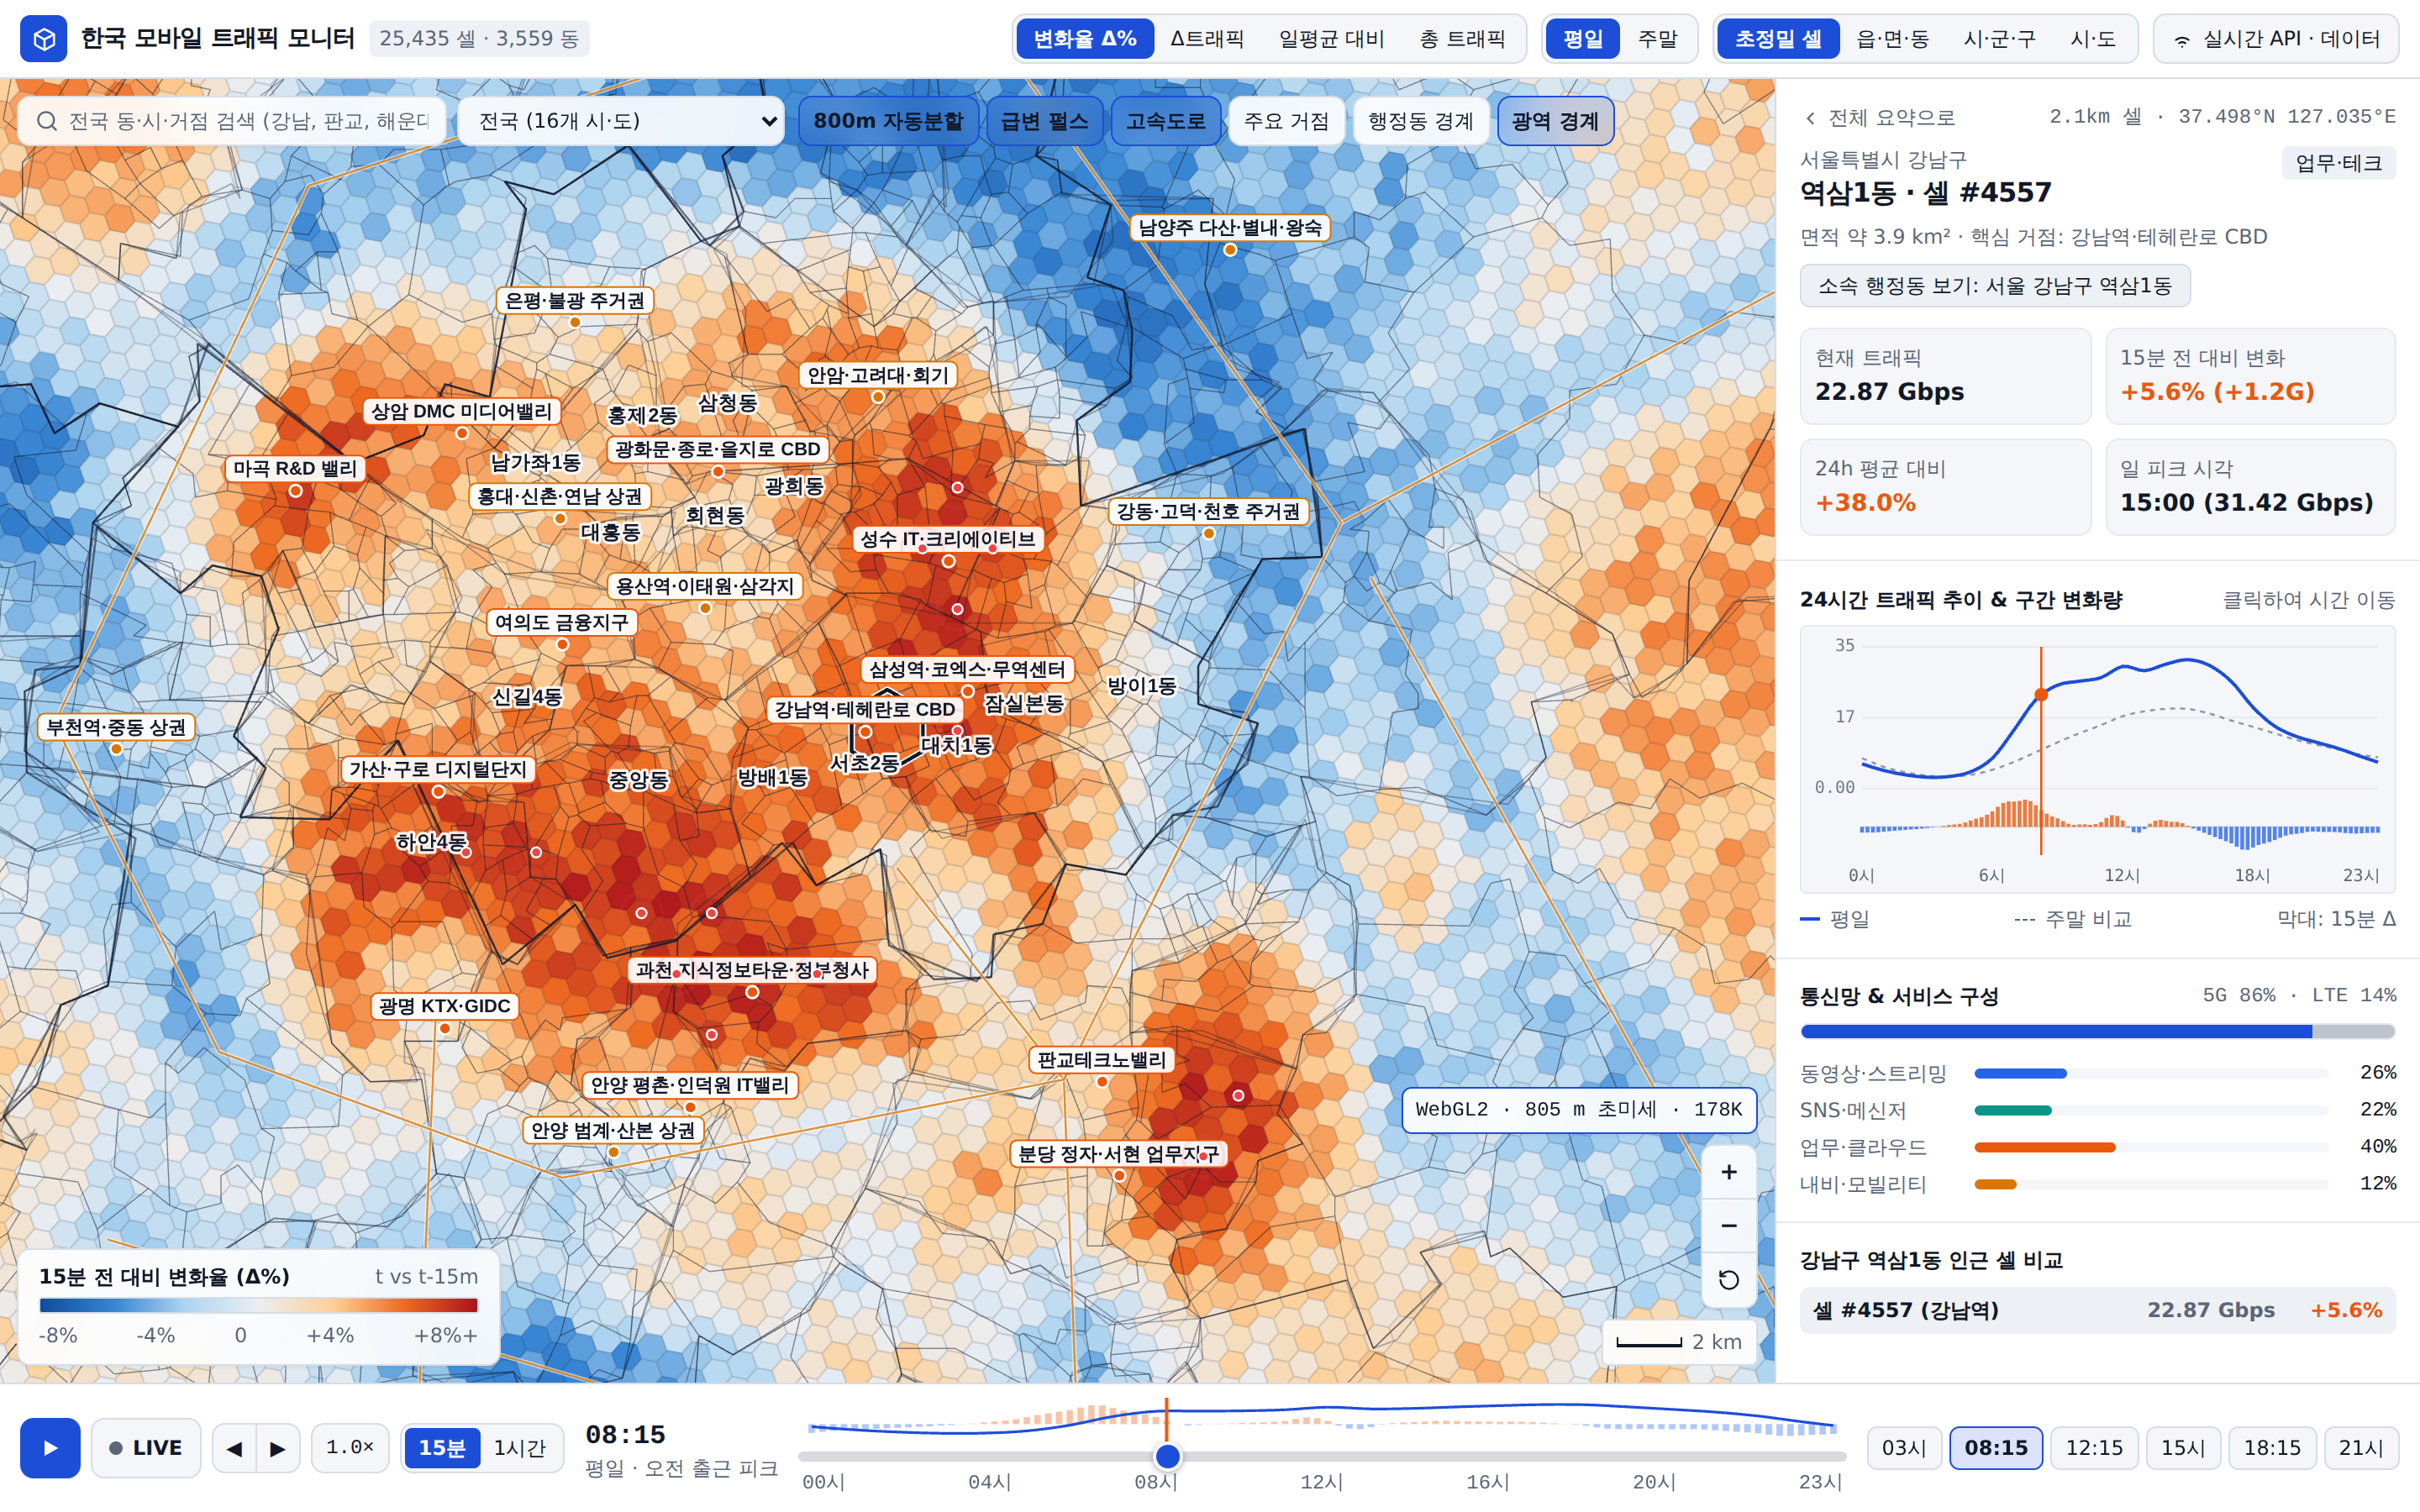 한국 모바일 트래픽 모니터
25,435 셀 · 3,559 동
변화율 Δ%
Δ트래픽
일평균 대비
총 트래픽
평일
주말
초정밀 셀
읍·면·동
시·군·구
시·도
실시간 API · 데이터
전국 동·시·거점 검색 (강남, 판교, 해운대
전국 (16개 시·도)
800m 자동분할
급변 펄스
고속도로
주요 거점
행정동 경계
광역 경계
남양주 다산·별내·왕숙
은평·불광 주거권
안암·고려대·회기
상암 DMC 미디어밸리
홍제2동
삼청동
광화문·종로·을지로 CBD
마곡 R&D 밸리
남가좌1동
홍대·신촌·연남 상권
광희동
회현동
대흥동
강동·고덕·천호 주거권
성수 IT·크리에이티브
용산역·이태원·삼각지
여의도 금융지구
삼성역·코엑스·무역센터
방이1동
신길4동
잠실본동
강남역·테헤란로 CBD
부천역·중동 상권
대치1동
서초2동
가산·구로 디지털단지
중앙동
방배1동
하안4동
과천 지식정보타운·정부청사
광명 KTX·GIDC
판교테크노밸리
안양 평촌·인덕원 IT밸리
안양 범계·산본 상권
분당 정자·서현 업무지구
WebGL2 · 805 m 초미세 · 178K
+
−
2 km
15분 전 대비 변화율 (Δ%)
t vs t-15m
-8%
-4%
0
+4%
+8%+
전체 요약으로
2.1km 셀 · 37.498°N 127.035°E
서울특별시 강남구
업무·테크
역삼1동 · 셀 #4557
면적 약 3.9 km² · 핵심 거점: 강남역·테헤란로 CBD
소속 행정동 보기: 서울 강남구 역삼1동
현재 트래픽
22.87 Gbps
15분 전 대비 변화
+5.6% (+1.2G)
24h 평균 대비
+38.0%
일 피크 시각
15:00 (31.42 Gbps)
24시간 트래픽 추이 & 구간 변화량
클릭하여 시간 이동
35
17
0.00
0시
6시
12시
18시
23시
평일
주말 비교
막대: 15분 Δ
통신망 & 서비스 구성
5G 86% · LTE 14%
동영상·스트리밍
26%
SNS·메신저
22%
업무·클라우드
40%
내비·모빌리티
12%
강남구 역삼1동 인근 셀 비교
셀 #4557 (강남역)
22.87 Gbps
+5.6%
LIVE
1.0×
15분
1시간
08:15
평일 · 오전 출근 피크
00시
04시
08시
12시
16시
20시
23시
03시
08:15
12:15
15시
18:15
21시